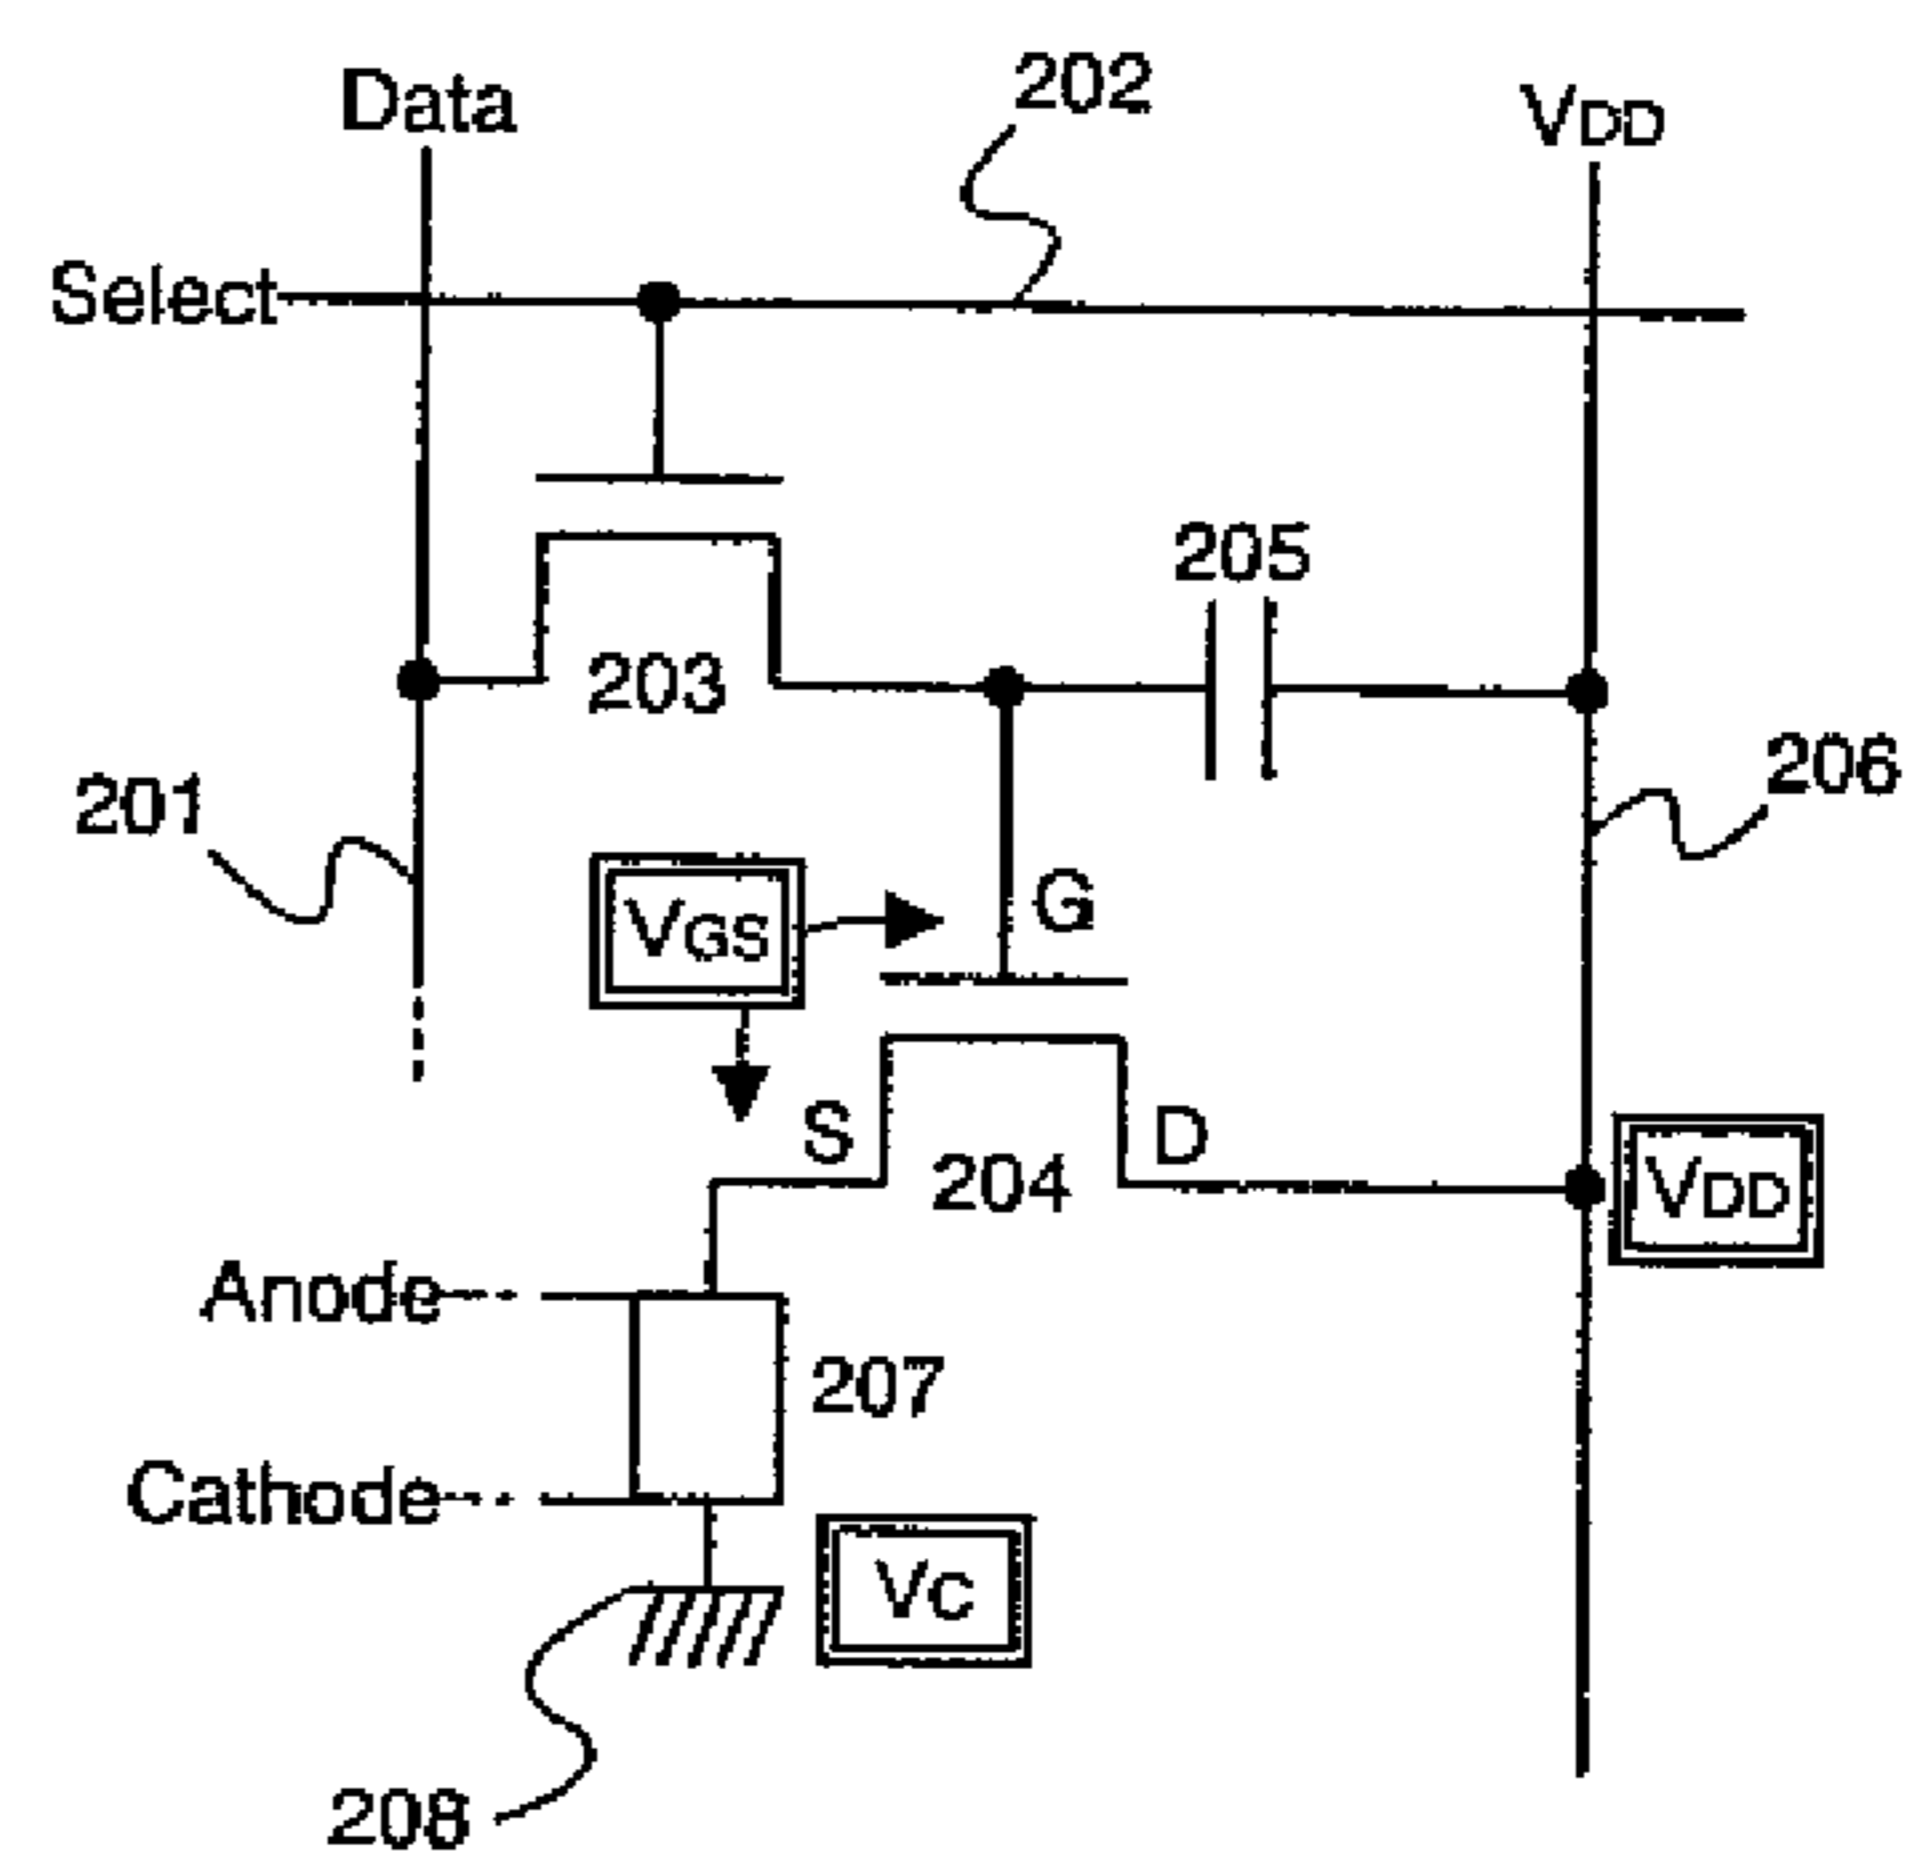 Data
202
VDD
Select
205
203
206
201
VGS
G
S
D
204
VDD
Anode
207
Cathode
VC
208